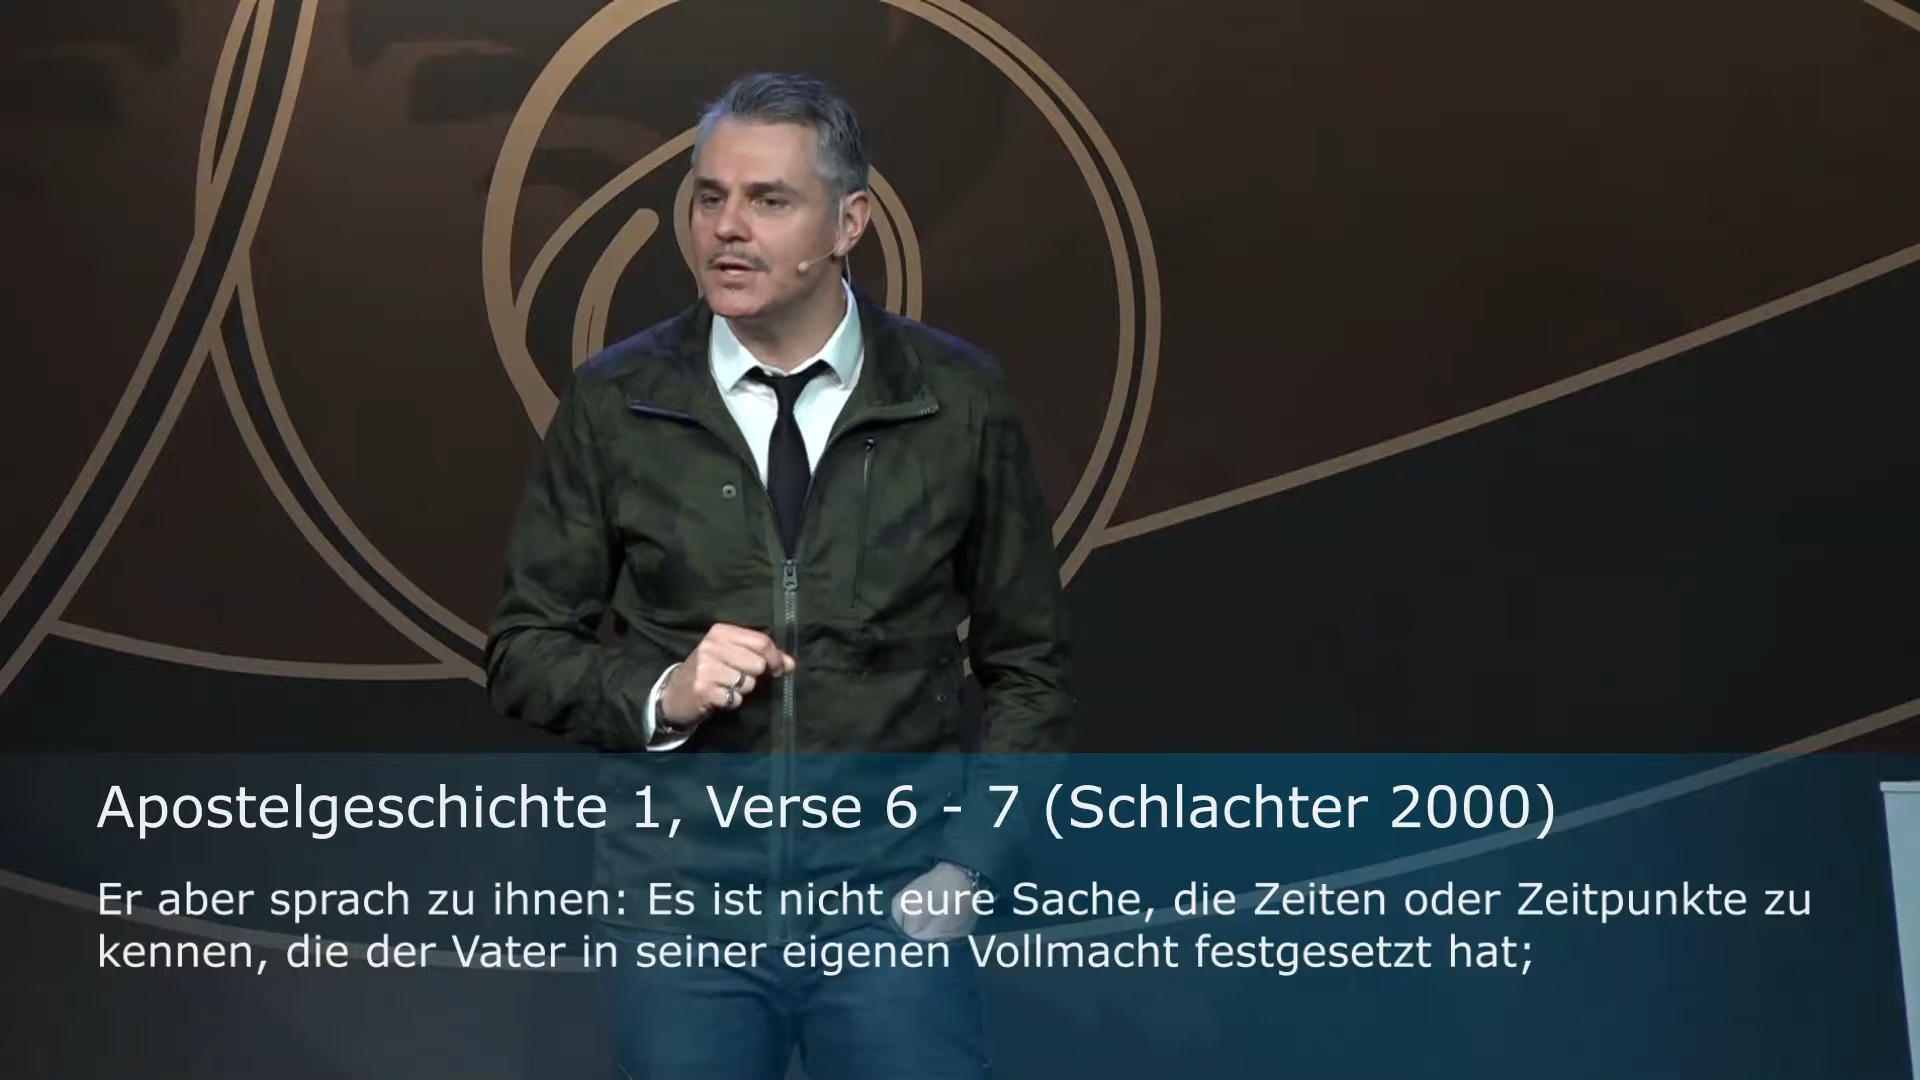 Apostelgeschichte 1, Verse 6 - 7 (Schlachter 2000)
Er aber sprach zu ihnen: Es ist nicht eure Sache, die Zeiten oder Zeitpunkte zu
kennen, die der Vater in seiner eigenen Vollmacht festgesetzt hat;